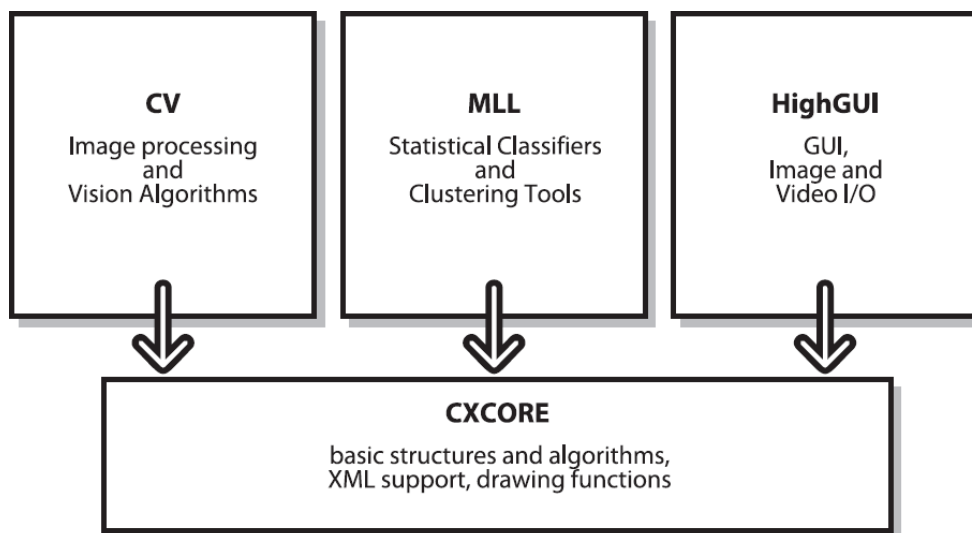 CV
Image processing
and
Vision Algorithms
MLL
Statistical Classifiers
and
Clustering Tools
HighGUI
GUI,
Image and
Video I/O
CXCORE
basic structures and algorithms,
XML support, drawing functions